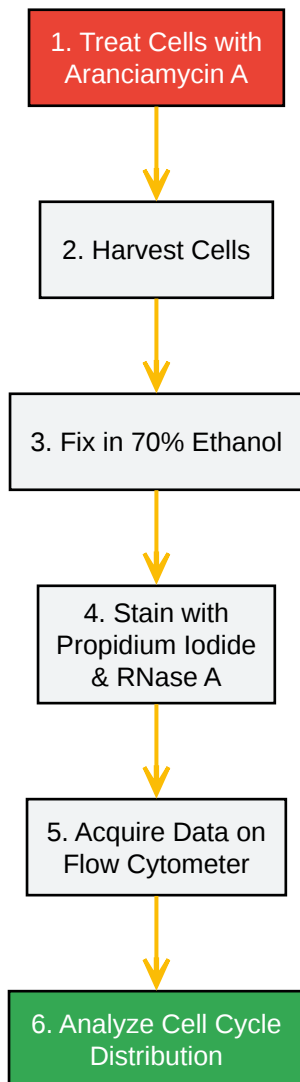 1. Treat Cells with
Aranciamycin A
2. Harvest Cells
3. Fix in 70% Ethanol
4. Stain with
Propidium Iodide
& RNase A
5. Acquire Data on
Flow Cytometer
6. Analyze Cell Cycle
Distribution